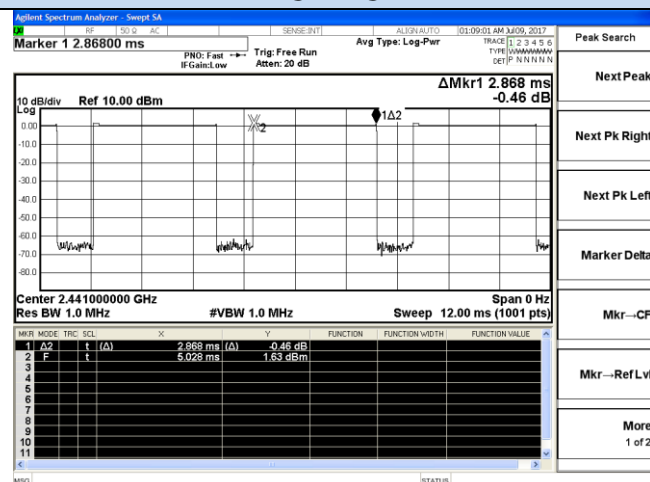 Agilent Spectrum Analyzer - Swept SA
RF 50 Ω AC SENSE:INT ALIGN AUTO 01:09:01 AM Jul 09, 2017
Marker 1 2.86800 ms
PNO: Fast
IFGain:Low
Trig: Free Run
Atten: 20 dB
Avg Type: Log-Pwr
TRACE 1 2 3 4 5 6
TYPE
DET P N N N N N
Peak Search
ΔMkr1 2.868 ms
-0.46 dB
10 dB/div Ref 10.00 dBm
Log
0.00
-10.0
-20.0
-30.0
-40.0
-50.0
-60.0
-70.0
-80.0
2
1Δ2
Center 2.441000000 GHz
Span 0 Hz
Res BW 1.0 MHz
#VBW 1.0 MHz
Sweep 12.00 ms (1001 pts)
MKR MODE TRC SCL X Y FUNCTION FUNCTION WIDTH FUNCTION VALUE
1 Δ2 t (Δ) 2.868 ms (Δ) -0.46 dB
2 F t 5.028 ms 1.63 dBm
3
4
5
6
7
8
9
10
11
MSG
STATUS
Next Peak
Next Pk Right
Next Pk Left
Marker Delta
Mkr→CF
Mkr→Ref Lvl
More
1 of 2